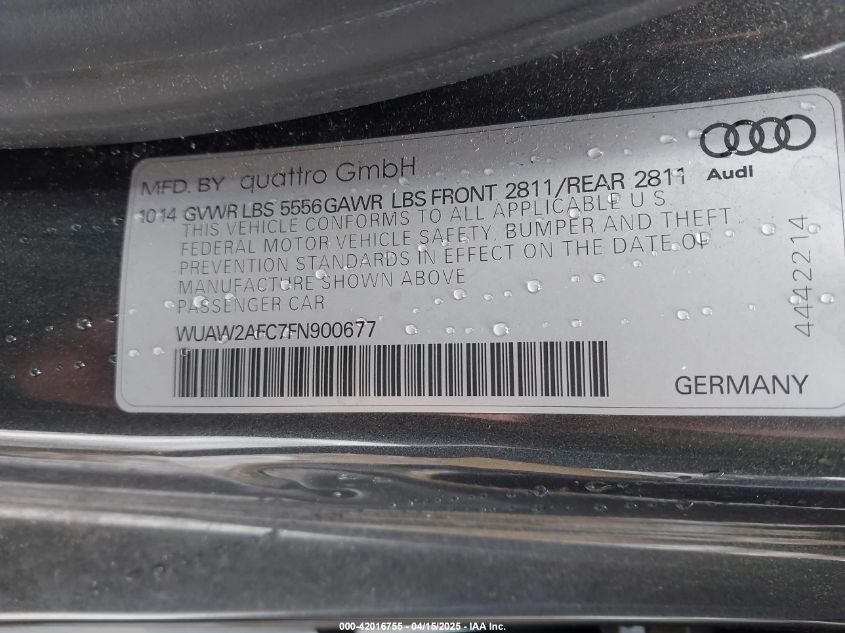 MFD. BY quattro GmbH
Audi
1014 GVWR LBS 5556 GAWR LBS FRONT 2811/REAR 2811
THIS VEHICLE CONFORMS TO ALL APPLICABLE U S
FEDERAL MOTOR VEHICLE SAFETY, BUMPER AND THEFT
PREVENTION STANDARDS IN EFFECT ON THE DATE OF
MANUFACTURE SHOWN ABOVE
PASSENGER CAR
WUAW2AFC7FN900677
4442214
GERMANY
000-42016755 - 04/15/2025 - IAA Inc.